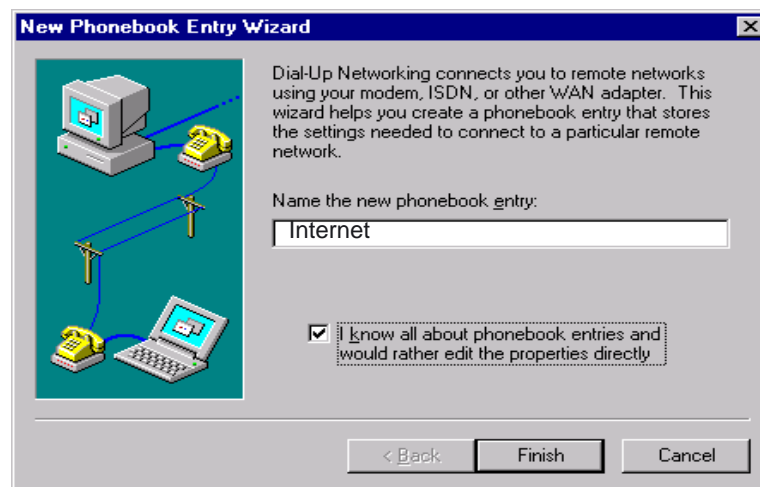 New Phonebook Entry Wizard
Dial-Up Networking connects you to remote networks
using your modem, ISDN, or other WAN adapter. This
wizard helps you create a phonebook entry that stores
the settings needed to connect to a particular remote
network.
Name the new phonebook entry:
Internet
I know all about phonebook entries and
would rather edit the properties directly
< Back
Finish
Cancel